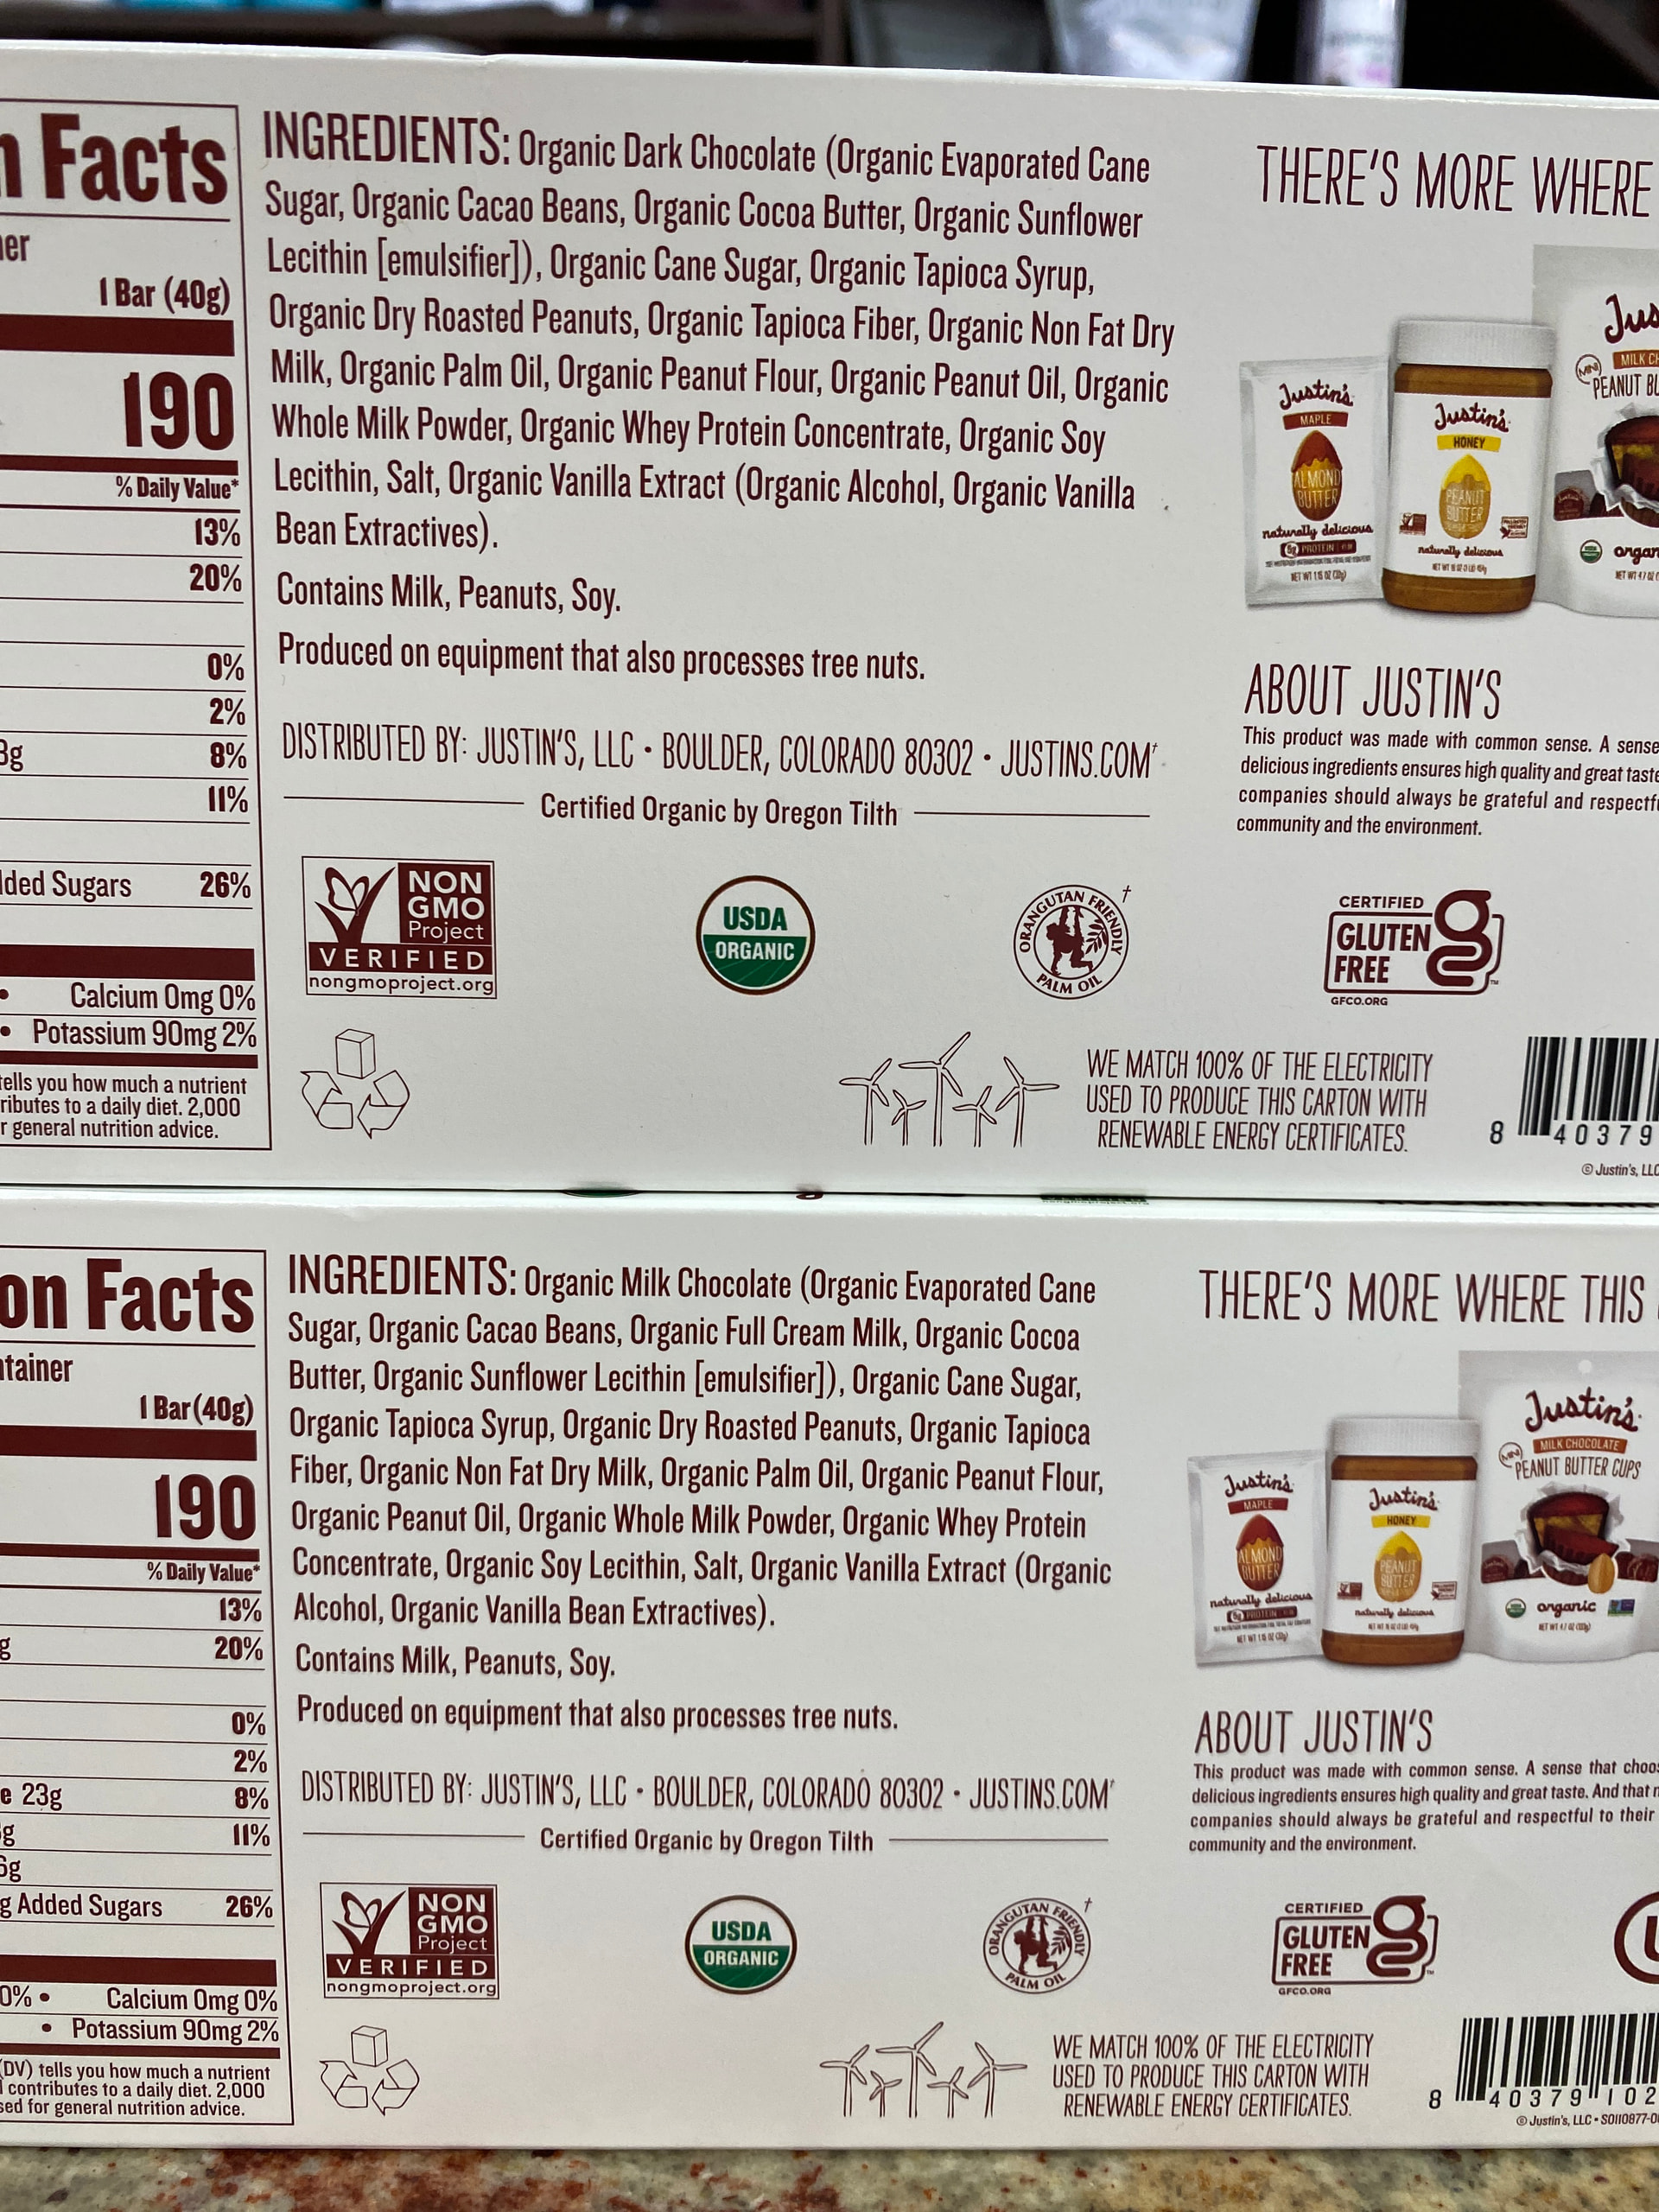 Facts
1 Bar (40g)
190
% Daily Value*
13%
20%
0%
2%
8%
11%
Sugars 26%
• Calcium 0mg 0%
• Potassium 90mg 2%
tells you how much a nutrient
to a daily diet. 2,000
general nutrition advice.
INGREDIENTS: Organic Dark Chocolate (Organic Evaporated Cane
Sugar, Organic Cacao Beans, Organic Cocoa Butter, Organic Sunflower
Lecithin [emulsifier]), Organic Cane Sugar, Organic Tapioca Syrup,
Organic Dry Roasted Peanuts, Organic Tapioca Fiber, Organic Non Fat Dry
Milk, Organic Palm Oil, Organic Peanut Flour, Organic Peanut Oil, Organic
Whole Milk Powder, Organic Whey Protein Concentrate, Organic Soy
Lecithin, Salt, Organic Vanilla Extract (Organic Alcohol, Organic Vanilla
Bean Extractives).
Contains Milk, Peanuts, Soy.
Produced on equipment that also processes tree nuts.
DISTRIBUTED BY: JUSTIN'S, LLC • BOULDER, COLORADO 80302 • JUSTINS.COM†
Certified Organic by Oregon Tilth
NON
GMO
Project
VERIFIED
nongmoproject.org
USDA
ORGANIC
ORANGUTAN FRIENDLY
PALM OIL
†
CERTIFIED
GLUTEN
FREE
GFCO.ORG
WE MATCH 100% OF THE ELECTRICITY
USED TO PRODUCE THIS CARTON WITH
RENEWABLE ENERGY CERTIFICATES.
THERE'S MORE WHERE
Justin's
MAPLE
ALMOND
BUTTER
naturally delicious
NET WT 1.15 OZ (32g)
Justin's
HONEY
PEANUT
BUTTER
naturally delicious
MINI
PEANUT
ABOUT JUSTIN'S
This product was made with common sense. A sense
delicious ingredients ensures high quality and great taste
companies should always be grateful and
community and the environment.
8 40379
© Justin's, LLC
on Facts
1 Bar (40g)
190
% Daily Value*
13%
20%
0%
2%
23g 8%
11%
Added Sugars 26%
0% • Calcium 0mg 0%
• Potassium 90mg 2%
(DV) tells you how much a nutrient
contributes to a daily diet. 2,000
for general nutrition advice.
INGREDIENTS: Organic Milk Chocolate (Organic Evaporated Cane
Sugar, Organic Cacao Beans, Organic Full Cream Milk, Organic Cocoa
Butter, Organic Sunflower Lecithin [emulsifier]), Organic Cane Sugar,
Organic Tapioca Syrup, Organic Dry Roasted Peanuts, Organic Tapioca
Fiber, Organic Non Fat Dry Milk, Organic Palm Oil, Organic Peanut Flour,
Organic Peanut Oil, Organic Whole Milk Powder, Organic Whey Protein
Concentrate, Organic Soy Lecithin, Salt, Organic Vanilla Extract (Organic
Alcohol, Organic Vanilla Bean Extractives).
Contains Milk, Peanuts, Soy.
Produced on equipment that also processes tree nuts.
DISTRIBUTED BY: JUSTIN'S, LLC • BOULDER, COLORADO 80302 • JUSTINS.COM†
Certified Organic by Oregon Tilth
NON
GMO
Project
VERIFIED
nongmoproject.org
USDA
ORGANIC
ORANGUTAN FRIENDLY
PALM OIL
†
CERTIFIED
GLUTEN
FREE
GFCO.ORG
WE MATCH 100% OF THE ELECTRICITY
USED TO PRODUCE THIS CARTON WITH
RENEWABLE ENERGY CERTIFICATES.
THERE'S MORE WHERE THIS
Justin's
MAPLE
ALMOND
BUTTER
naturally delicious
NET WT 1.15 OZ (32g)
Justin's
HONEY
PEANUT
BUTTER
naturally delicious
Justin's
MILK CHOCOLATE
MINI
PEANUT BUTTER CUPS
organic
NET WT 4.7 OZ (133g)
ABOUT JUSTIN'S
This product was made with common sense. A sense that
delicious ingredients ensures high quality and great taste. And that
companies should always be grateful and respectful to their
community and the environment.
8 40379 102
© Justin's, LLC •